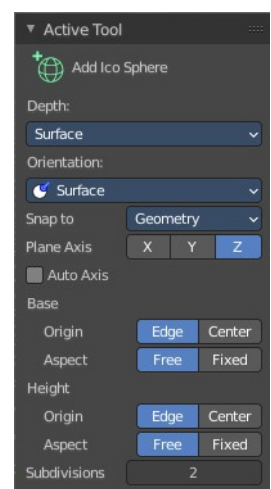 Active Tool
Add Ico Sphere
Depth:
Surface
Orientation:
Surface
Snap to Geometry
Plane Axis X Y Z
Auto Axis
Base
Origin Edge Center
Aspect Free Fixed
Height
Origin Edge Center
Aspect Free Fixed
Subdivisions 2